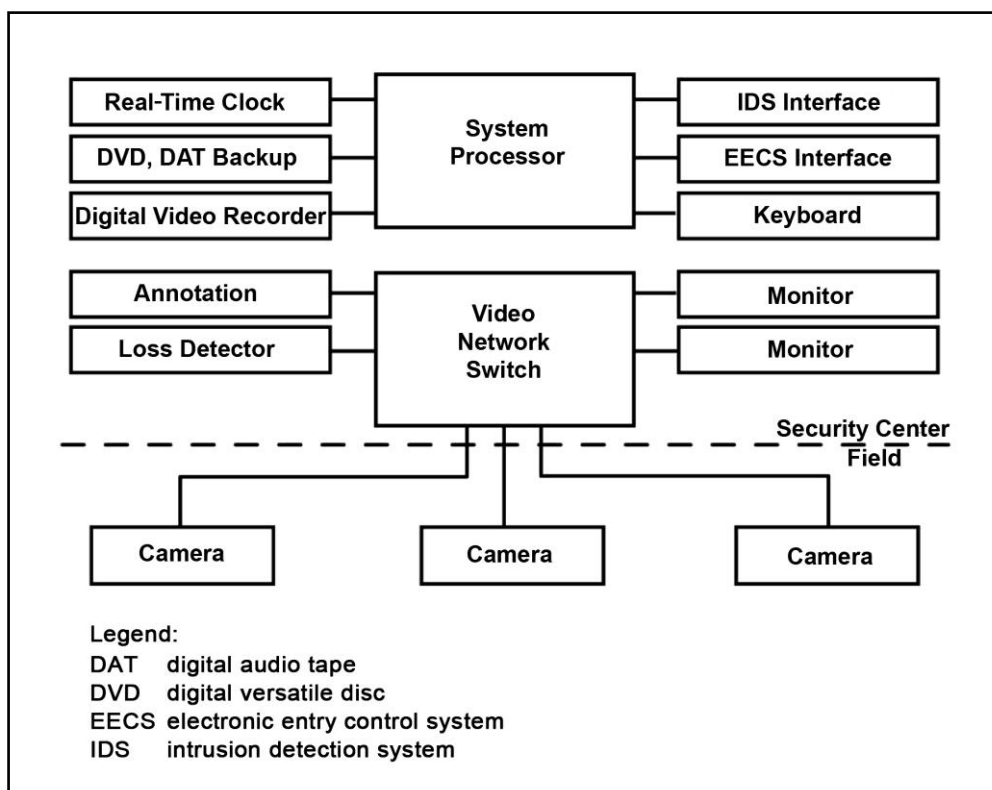 Real-Time Clock
DVD, DAT Backup
Digital Video Recorder
System
Processor
IDS Interface
EECS Interface
Keyboard
Annotation
Loss Detector
Video
Network
Switch
Monitor
Monitor
Security Center
Field
Camera
Camera
Camera
Legend:
DAT digital audio tape
DVD digital versatile disc
EECS electronic entry control system
IDS intrusion detection system